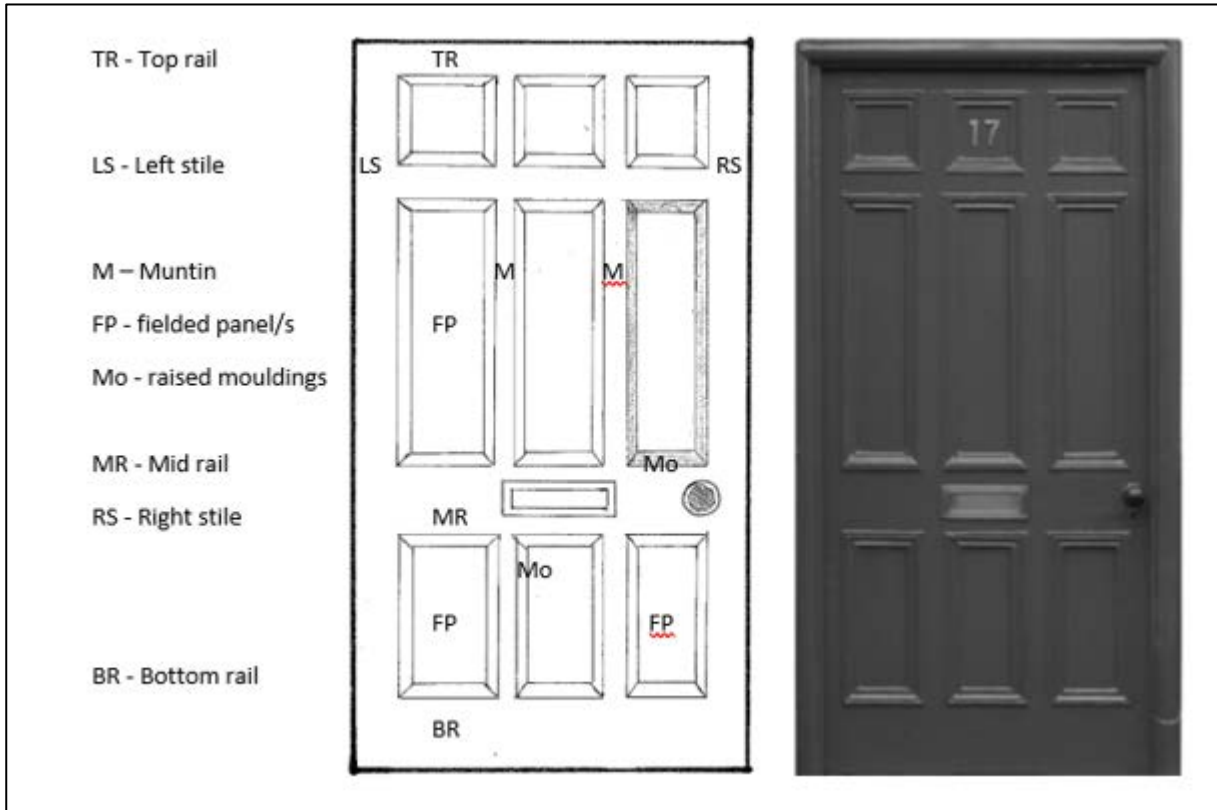 TR - Top rail
LS - Left stile
M – Muntin
FP - fielded panel/s
Mo - raised mouldings
MR - Mid rail
RS - Right stile
BR - Bottom rail
TR
LS
RS
M
M
FP
Mo
MR
Mo
FP
FP
BR
17